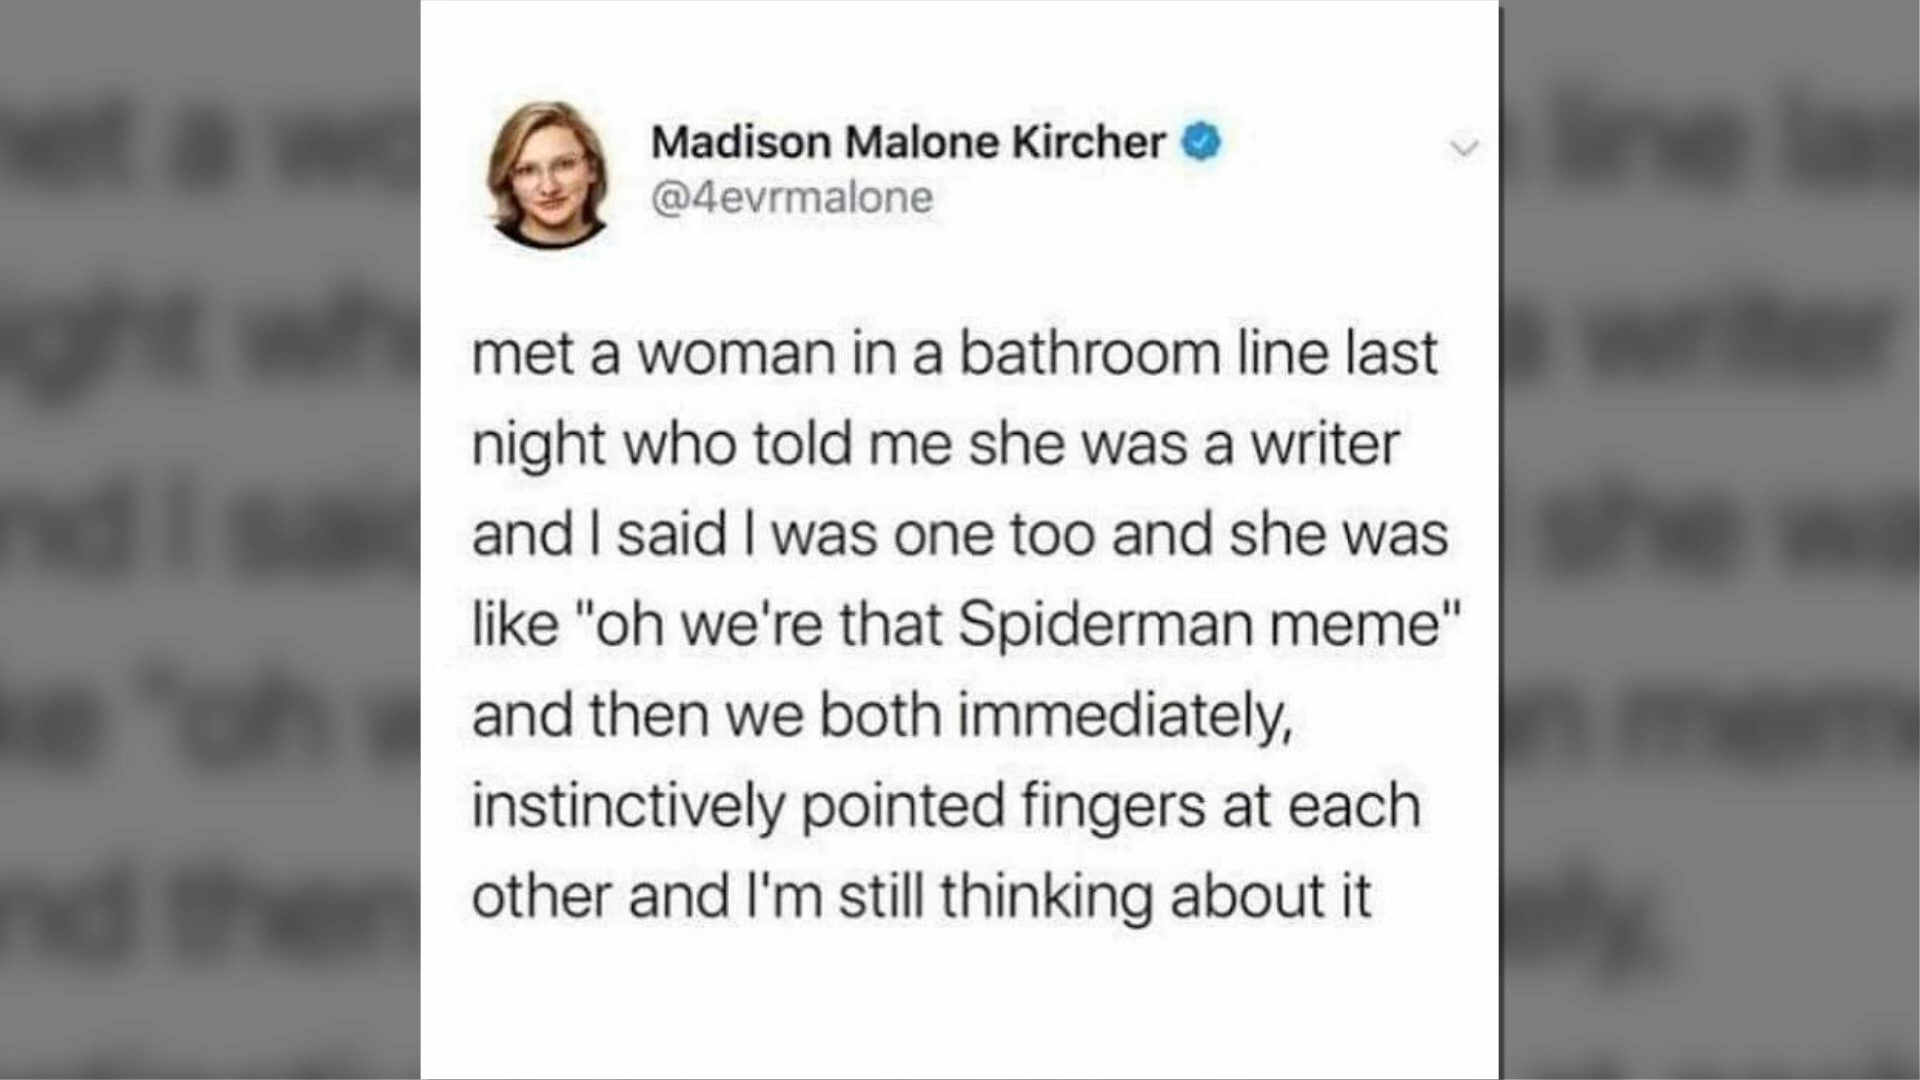 Madison Malone Kircher
@4evrmalone
met a woman in a bathroom line last
night who told me she was a writer
and I said I was one too and she was
like "oh we're that Spiderman meme"
and then we both immediately,
instinctively pointed fingers at each
other and I'm still thinking about it